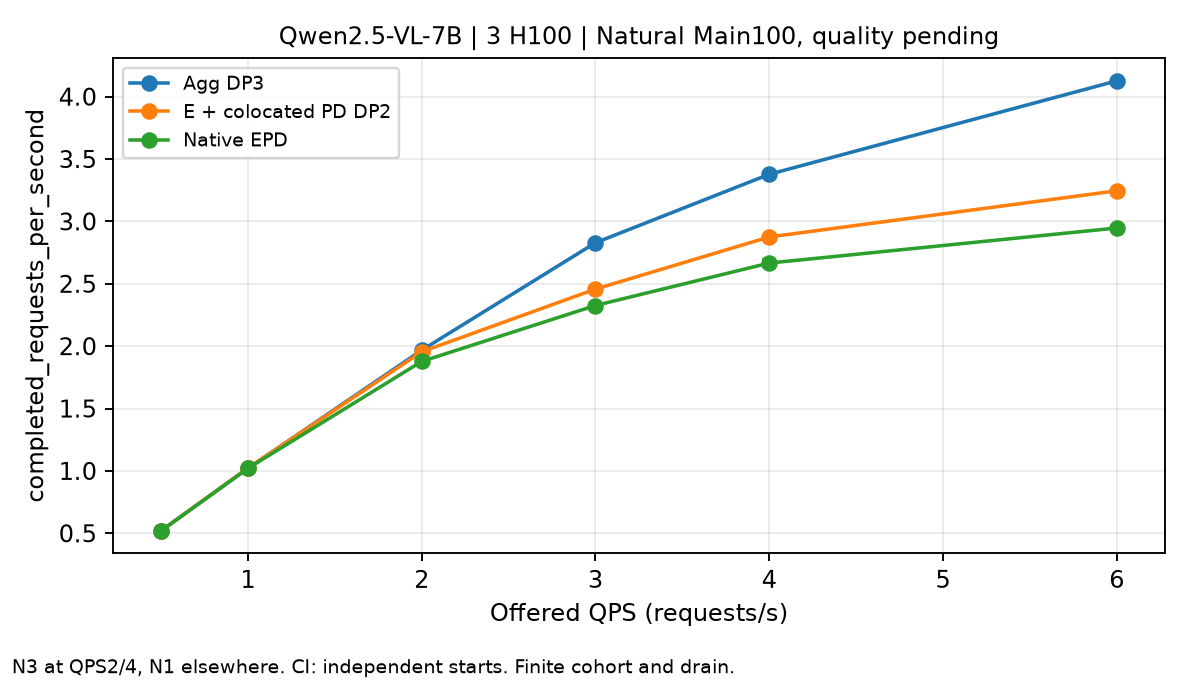 Qwen2.5-VL-7B | 3 H100 | Natural Main100, quality pending
Agg DP3
E + colocated PD DP2
Native EPD
completed_requests_per_second
4.0
3.5
3.0
2.5
2.0
1.5
1.0
0.5
1 2 3 4 5 6
Offered QPS (requests/s)
N3 at QPS2/4, N1 elsewhere. CI: independent starts. Finite cohort and drain.